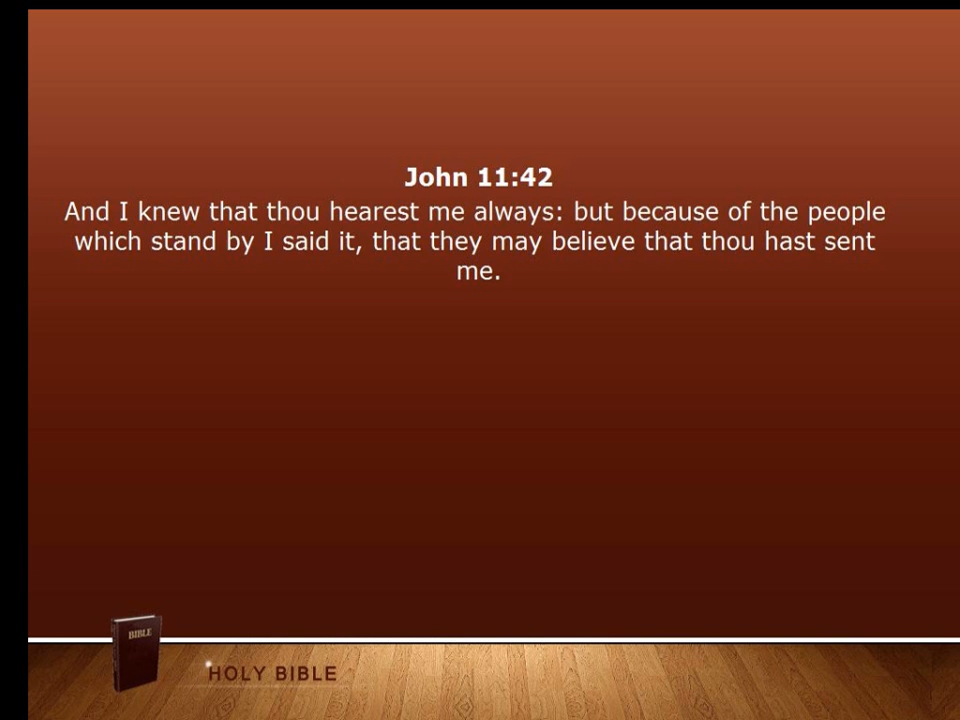 John 11:42
And I knew that thou hearest me always: but because of the people
which stand by I said it, that they may believe that thou hast sent
me.
BIBLE
HOLY BIBLE